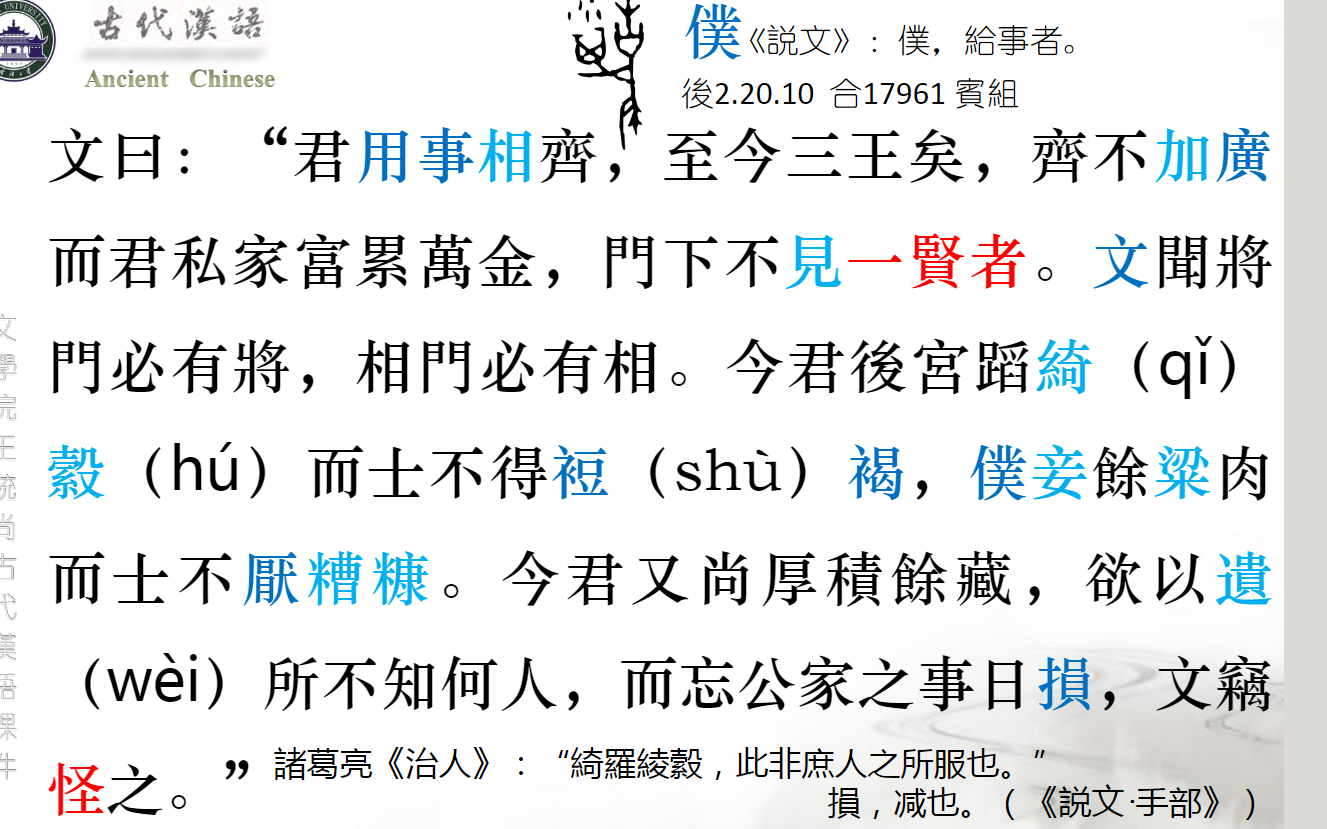 古代漢語
Ancient Chinese
僕《説文》：僕，給事者。
後2.20.10 合17961 賓組
文曰：“君用事相齊，至今三王矣，齊不加廣
而君私家富累萬金，門下不見一賢者。文聞將
門必有將，相門必有相。今君後宮蹈綺（qǐ）
縠（hú）而士不得裋（shù）褐，僕妾餘粱肉
而士不厭糟糠。今君又尚厚積餘藏，欲以遺
（wèi）所不知何人，而忘公家之事日損，文竊
怪之。”
諸葛亮《治人》：“綺羅綾縠，此非庶人之所服也。”
損，减也。（《説文·手部》）
文學院王統尚古代漢語課件